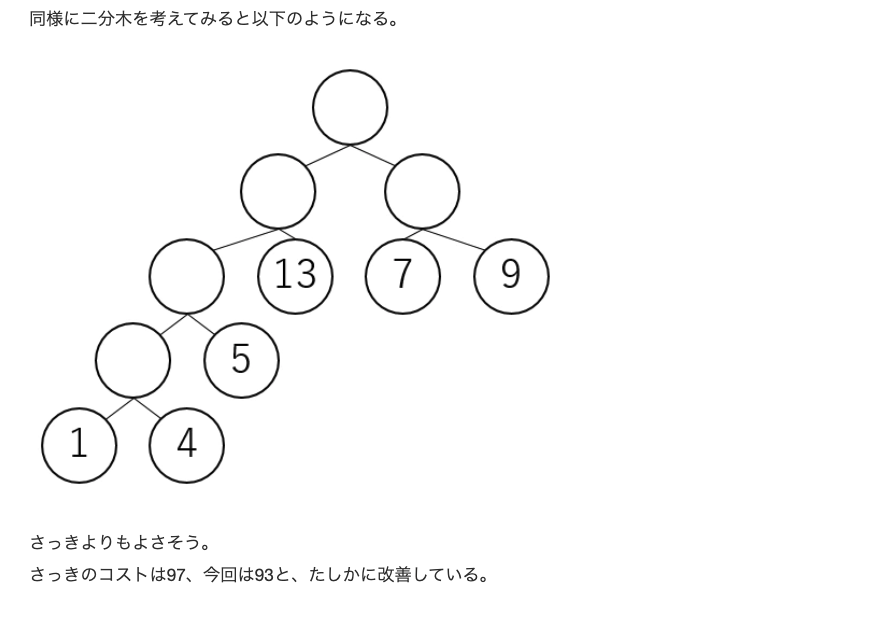 同様に二分木を考えてみると以下のようになる。
13 7 9
5
1 4
さっきよりもよさそう。
さっきのコストは97、今回は93と、たしかに改善している。